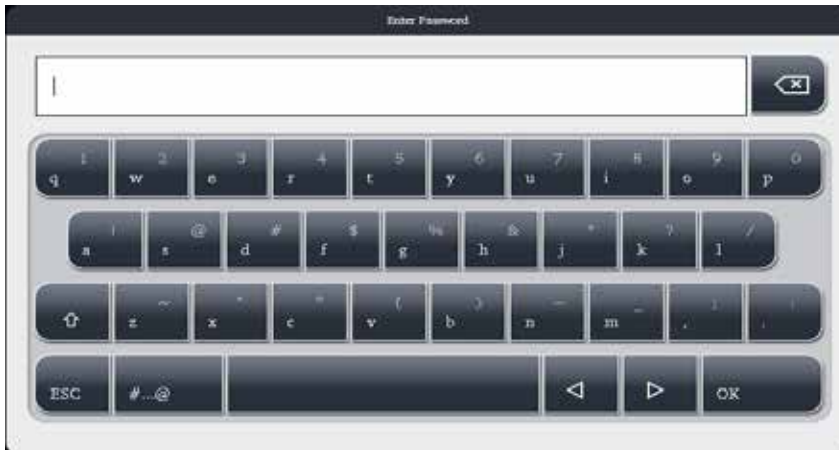 Enter Password
1 2 3 4 5 6 7 8 9 0
q w e r t y u i o p
! @ # $ % & * ? /
a s d f g h j k l
~ ( ) _
z x c v b n m , .
ESC #...@ OK